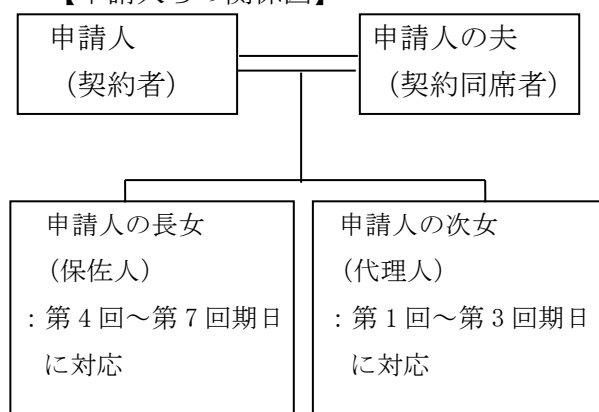 【申請人らの関係図】
申請人
（契約者）
申請人の夫
（契約同席者）
申請人の長女
（保佐人）
：第４回～第７回期日
に対応
申請人の次女
（代理人）
：第１回～第３回期日
に対応